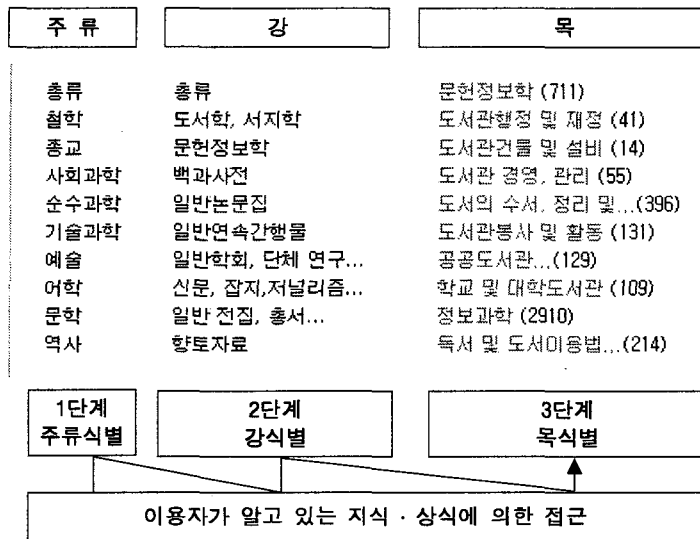 주 류 강 목
총류 총류 문헌정보학 (711)
철학 도서학, 서지학 도서관행정 및 재정 (41)
종교 문헌정보학 도서관건물 및 설비 (14)
사회과학 백과사전 도서관 경영, 관리 (55)
순수과학 일반논문집 도서의 수서, 정리 및...(396)
기술과학 일반연속간행물 도서관봉사 및 활동 (131)
예술 일반학회, 단체 연구... 공공도서관...(129)
어학 신문, 잡지,저널리즘... 학교 및 대학도서관 (109)
문학 일반 전집, 총서... 정보과학 (2910)
역사 향토자료 독서 및 도서이용법...(214)
1단계 2단계 3단계
주류식별 강식별 목식별
이용자가 알고 있는 지식 · 상식에 의한 접근